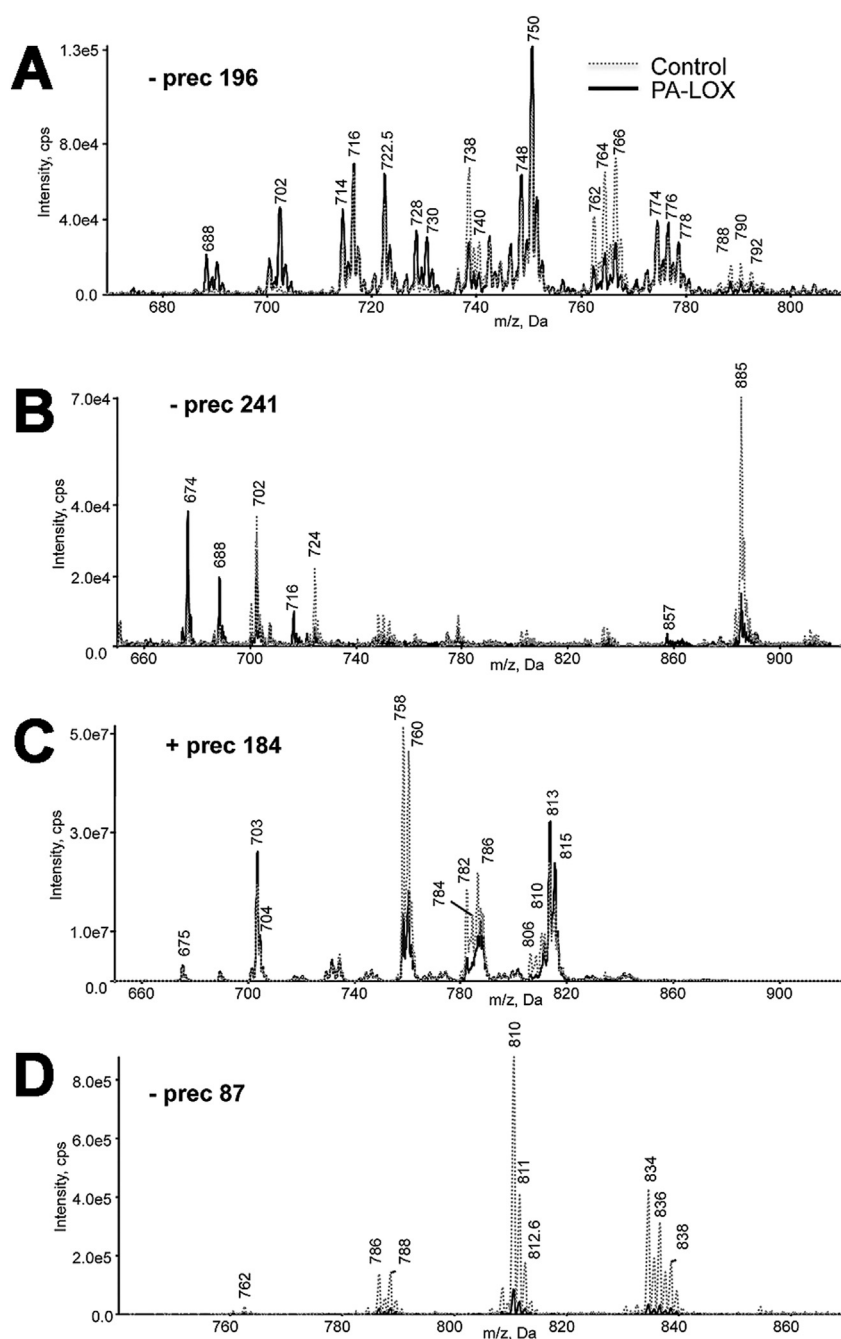 A
- prec 196
Control
PA-LOX
Intensity, cps
1.3e5
8.0e4
4.0e4
0.0
688
702
714
716
722.5
728
730
738
740
748
750
762
764
766
774
776
778
788
790
792
680 700 720 740 760 780 800
m/z, Da
B
- prec 241
Intensity, cps
7.0e4
4.0e4
2.0e4
0.0
674
688
702
716
724
857
885
660 700 740 780 820 860 900
m/z, Da
C
+ prec 184
Intensity, cps
5.0e7
3.0e7
1.0e7
0.0
675
703
704
758
760
782
784
786
806
810
813
815
660 700 740 780 820 860 900
m/z, Da
D
- prec 87
Intensity, cps
8.0e5
6.0e5
4.0e5
2.0e5
0.0
762
786
788
810
811
812.6
834
836
838
760 780 800 820 840 860
m/z, Da